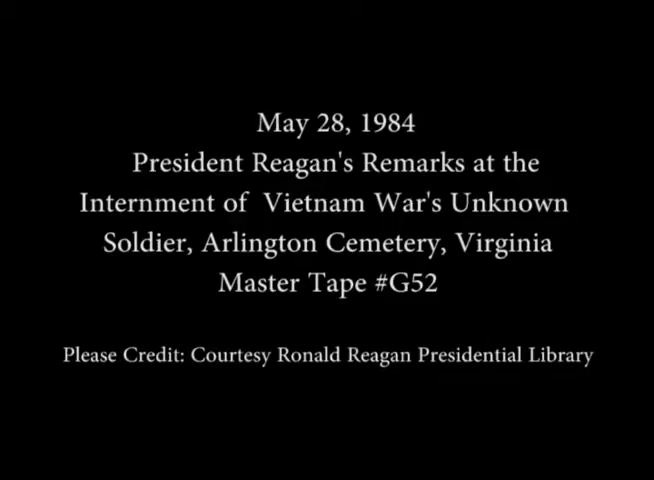 May 28, 1984
President Reagan's Remarks at the
Internment of Vietnam War's Unknown
Soldier, Arlington Cemetery, Virginia
Master Tape #G52
Please Credit: Courtesy Ronald Reagan Presidential Library